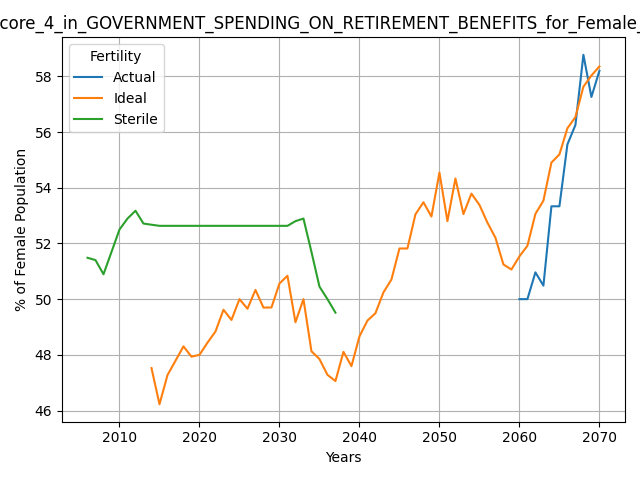 core_4_in_GOVERNMENT_SPENDING_ON_RETIREMENT_BENEFITS_for_Female_
Fertility
Actual
Ideal
Sterile
% of Female Population
58
56
54
52
50
48
46
2010 2020 2030 2040 2050 2060 2070
Years